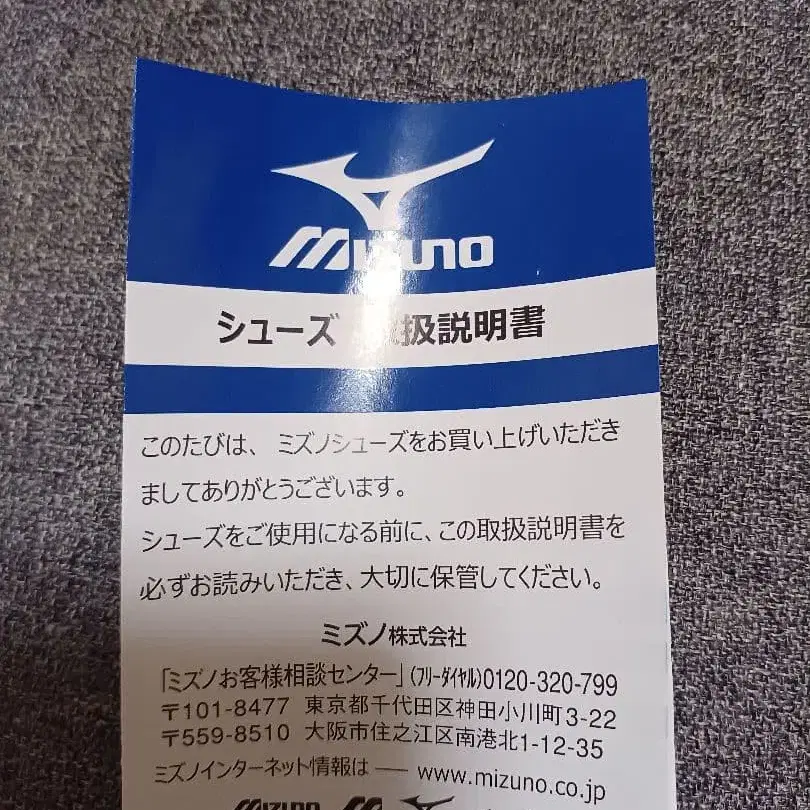 mizuno
シューズ 取扱説明書
このたびは、ミズノシューズをお買い上げいただき
ましてありがとうございます。
シューズをご使用になる前に、この取扱説明書を
必ずお読みいただき、大切に保管してください。
ミズノ株式会社
「ミズノお客様相談センター」(フリーダイヤル)0120-320-799
〒101-8477 東京都千代田区神田小川町3-22
〒559-8510 大阪市住之江区南港北1-12-35
ミズノインターネット情報は — www.mizuno.co.jp
mizuno